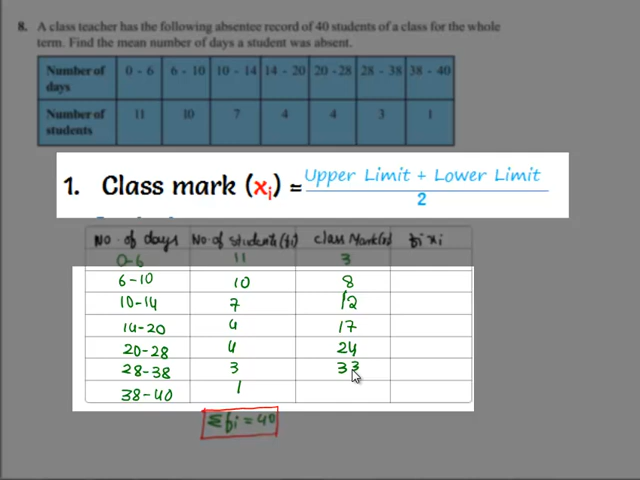 8. A class teacher has the following absentee record of 40 students of a class for the whole
term. Find the mean number of days a student was absent.
Number of days 0 - 6 6 - 10 10 - 14 14 - 20 20 - 28 28 - 38 38 - 40
Number of students 11 10 7 4 4 3 1
1. Class mark (xi) = Upper Limit + Lower Limit / 2
No of days No of students (fi) class Mark(xi) fi xi
0-6 11 3
6-10 10 8
10-14 7 12
14-20 4 17
20-28 4 24
28-38 3 33
38-40 1
Σfi = 40